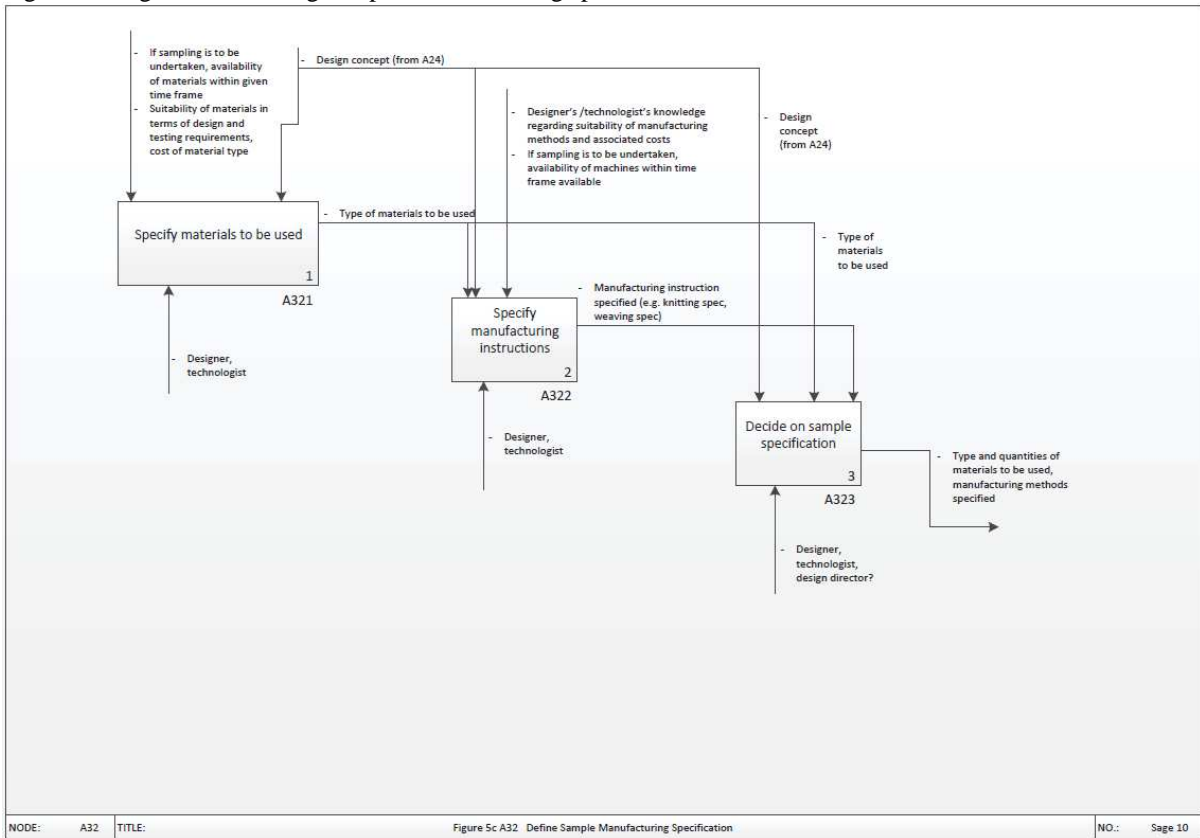 - If sampling is to be
undertaken, availability
of materials within given
time frame
- Suitability of materials in
terms of design and
testing requirements,
cost of material type
- Design concept (from A24)
- Designer's /technologist's knowledge
regarding suitability of manufacturing
methods and associated costs
- If sampling is to be undertaken,
availability of machines within time
frame available
- Design
concept
(from A24)
Specify materials to be used
1
A321
- Type of materials to be used
- Type of
materials
to be used
- Designer,
technologist
Specify
manufacturing
instructions
2
A322
- Manufacturing instruction
specified (e.g. knitting spec,
weaving spec)
- Designer,
technologist
Decide on sample
specification
3
A323
- Type and quantities of
materials to be used,
manufacturing methods
specified
- Designer,
technologist,
design director?
NODE: A32 TITLE: Figure 5c A32 Define Sample Manufacturing Specification NO.: Sage 10